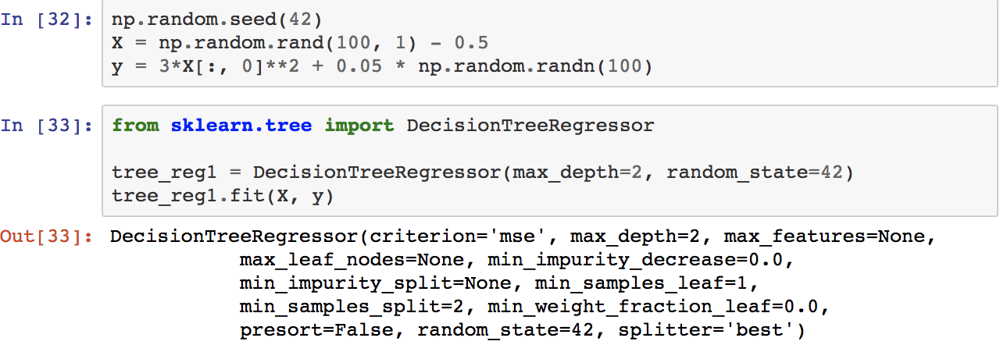 In [32]: np.random.seed(42)
X = np.random.rand(100, 1) - 0.5
y = 3*X[:, 0]**2 + 0.05 * np.random.randn(100)
In [33]: from sklearn.tree import DecisionTreeRegressor
tree_reg1 = DecisionTreeRegressor(max_depth=2, random_state=42)
tree_reg1.fit(X, y)
Out[33]: DecisionTreeRegressor(criterion='mse', max_depth=2, max_features=None,
max_leaf_nodes=None, min_impurity_decrease=0.0,
min_impurity_split=None, min_samples_leaf=1,
min_samples_split=2, min_weight_fraction_leaf=0.0,
presort=False, random_state=42, splitter='best')